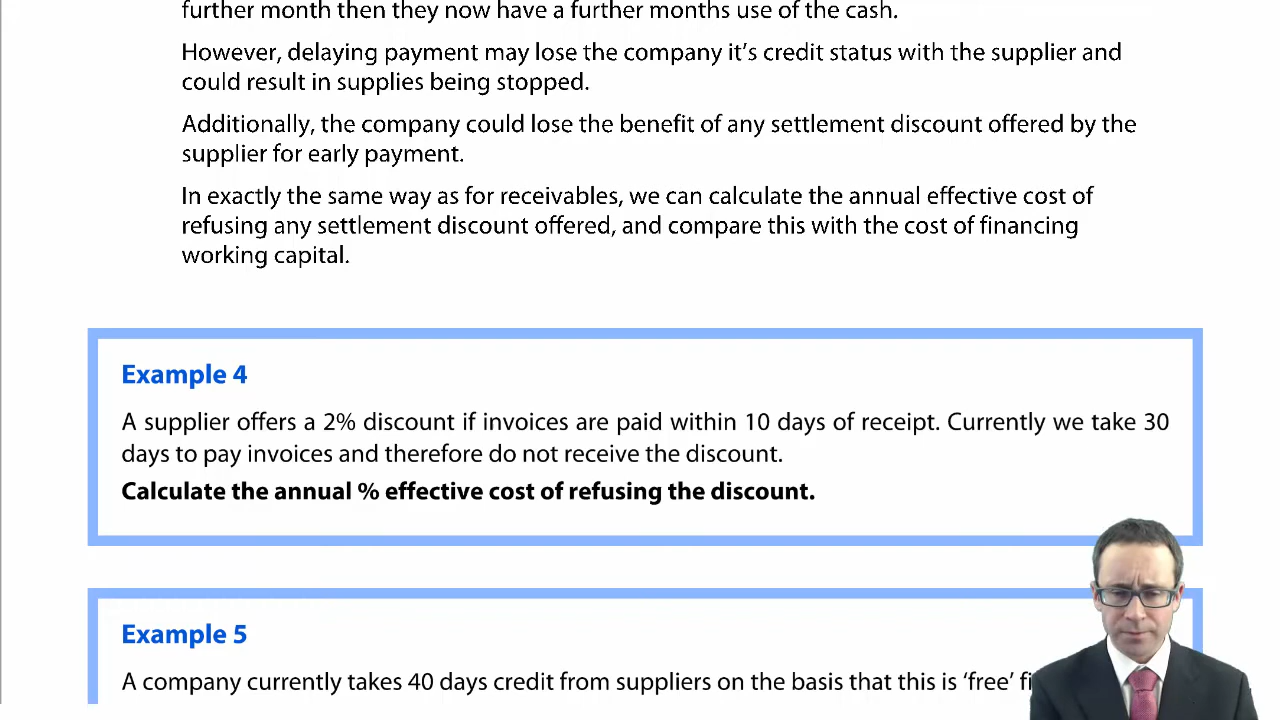 further month then they now have a further months use of the cash.
However, delaying payment may lose the company it’s credit status with the supplier and
could result in supplies being stopped.
Additionally, the company could lose the benefit of any settlement discount offered by the
supplier for early payment.
In exactly the same way as for receivables, we can calculate the annual effective cost of
refusing any settlement discount offered, and compare this with the cost of financing
working capital.
Example 4
A supplier offers a 2% discount if invoices are paid within 10 days of receipt. Currently we take 30
days to pay invoices and therefore do not receive the discount.
Calculate the annual % effective cost of refusing the discount.
Example 5
A company currently takes 40 days credit from suppliers on the basis that this is ‘free’